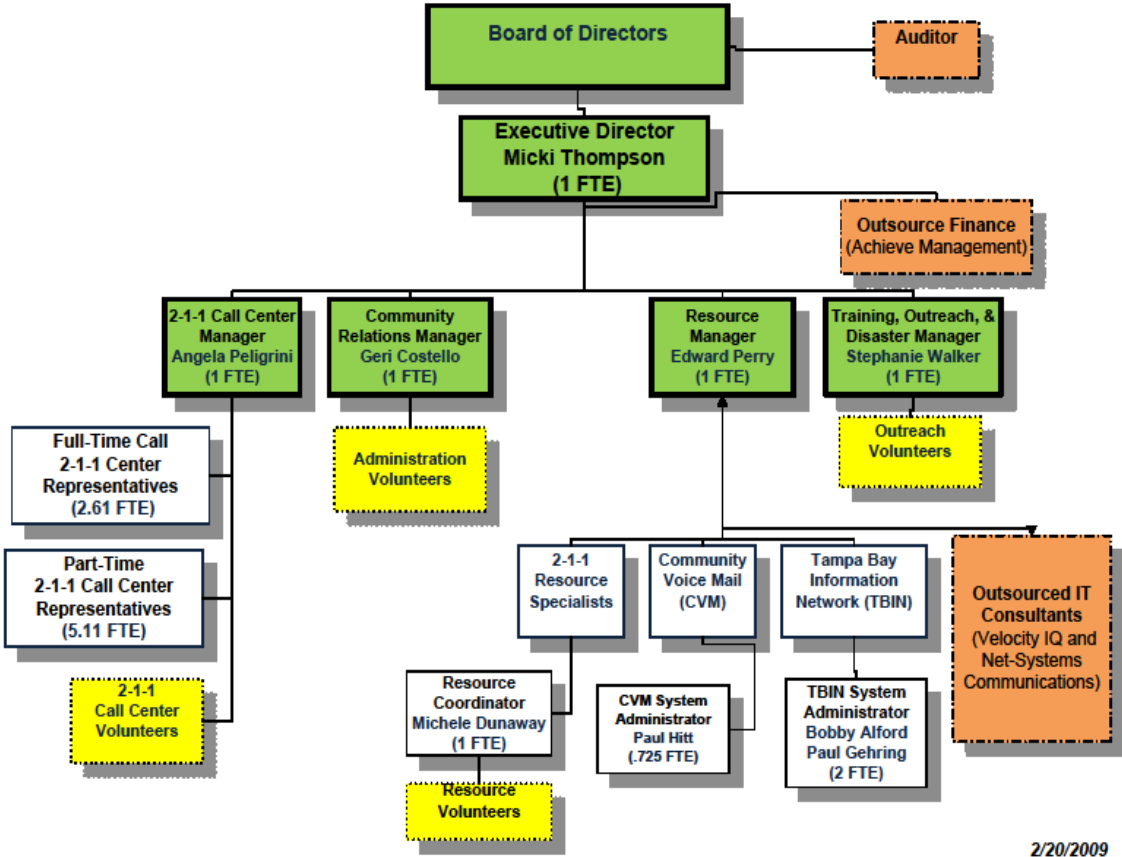 Board of Directors
Auditor
Executive Director
Micki Thompson
(1 FTE)
Outsource Finance
(Achieve Management)
2-1-1 Call Center
Manager
Angela Peligrini
(1 FTE)
Community
Relations Manager
Geri Costello
(1 FTE)
Resource
Manager
Edward Perry
(1 FTE)
Training, Outreach, &
Disaster Manager
Stephanie Walker
(1 FTE)
Full-Time Call
2-1-1 Center
Representatives
(2.61 FTE)
Administration
Volunteers
Outreach
Volunteers
Part-Time
2-1-1 Call Center
Representatives
(5.11 FTE)
2-1-1
Resource
Specialists
Community
Voice Mail
(CVM)
Tampa Bay
Information
Network (TBIN)
Outsourced IT
Consultants
(Velocity IQ and
Net-Systems
Communications)
2-1-1
Call Center
Volunteers
Resource
Coordinator
Michele Dunaway
(1 FTE)
CVM System
Administrator
Paul Hitt
(.725 FTE)
TBIN System
Administrator
Bobby Alford
Paul Gehring
(2 FTE)
Resource
Volunteers
2/20/2009